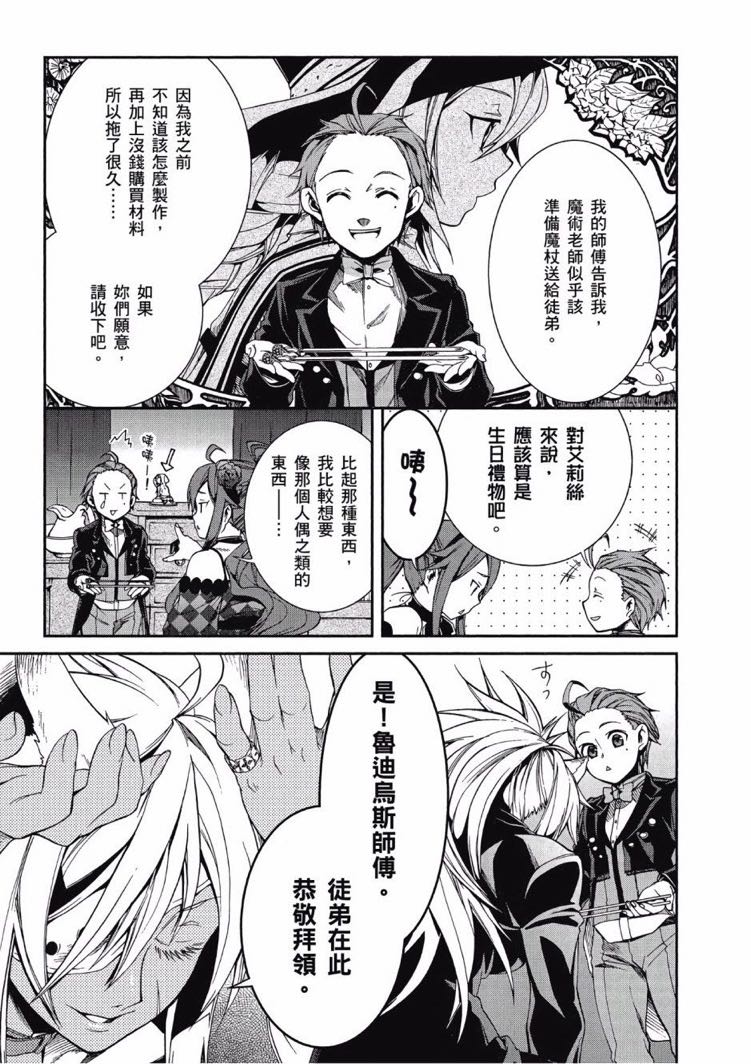 我的師傅告訴我，
魔術老師似乎該
準備魔杖送給徒弟。
因為我之前
不知道該怎麼製作，
再加上沒錢購買材料
所以拖了很久……
如果
妳們願意，
請收下吧。
對艾莉絲
來說，
應該算是
生日禮物吧。
咦～
比起那種東西，
我比較想要
像那個人偶之類的
東西——…
咦咦——！
すっ
是！魯迪烏斯師傅。
徒弟在此
恭敬拜領。